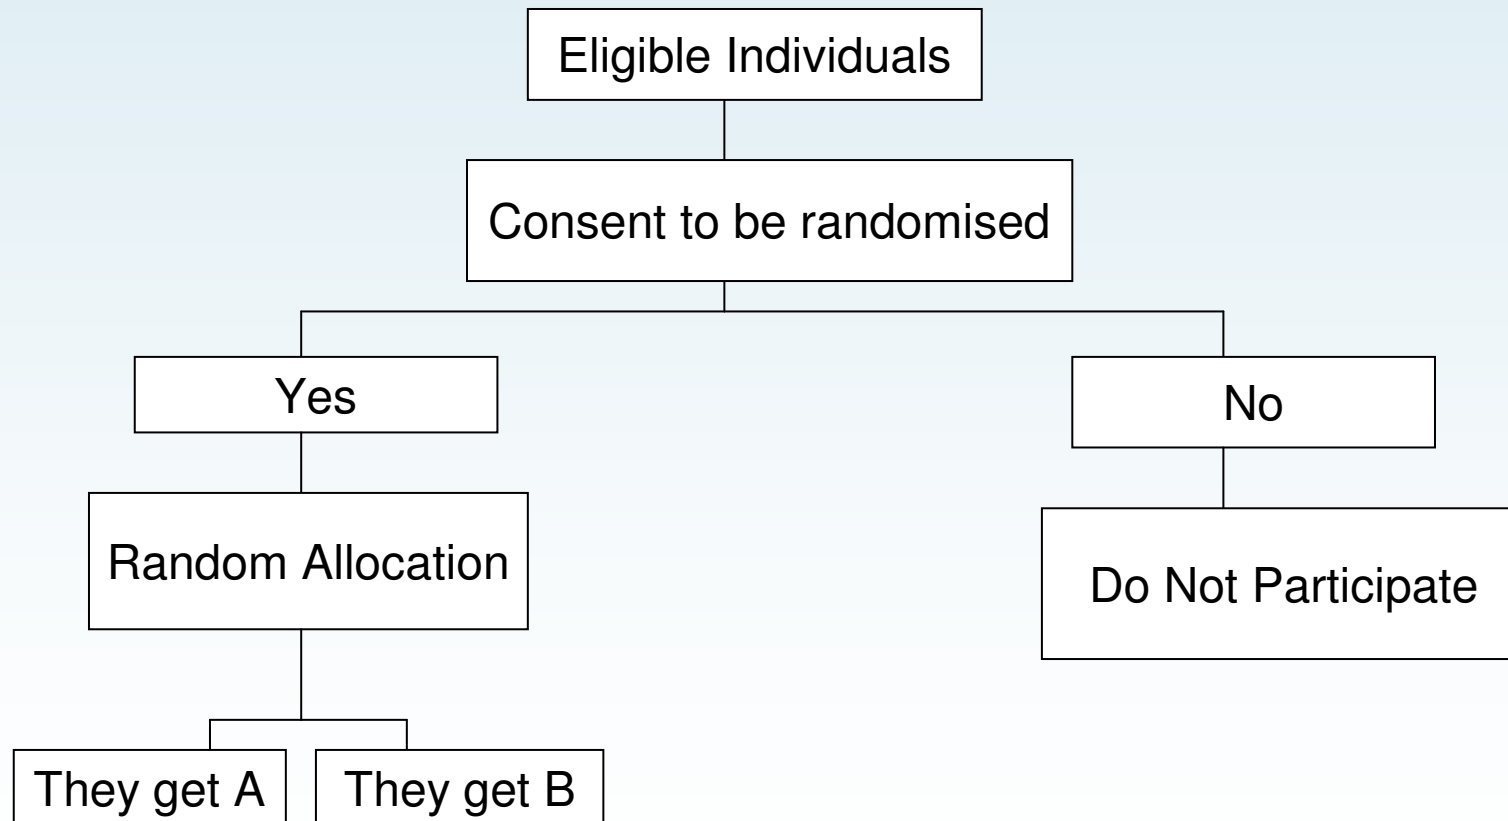 Eligible Individuals
Consent to be randomised
Yes
No
Random Allocation
Do Not Participate
They get A
They get B